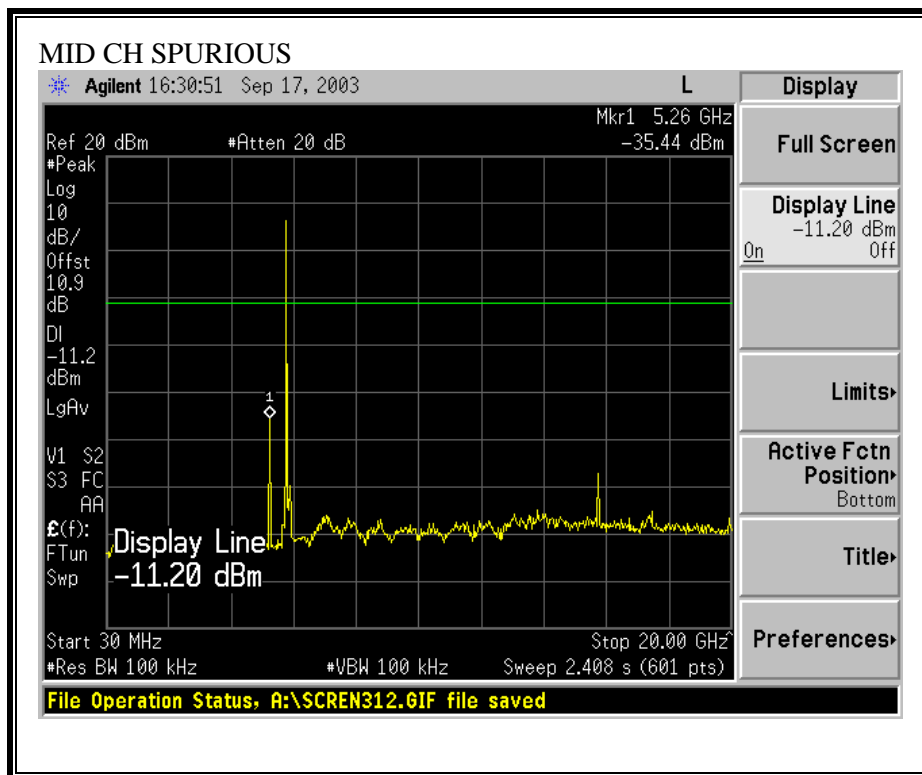 MID CH SPURIOUS
Agilent 16:30:51 Sep 17, 2003 L Display
Mkr1 5.26 GHz
Ref 20 dBm #Atten 20 dB -35.44 dBm
Full Screen
#Peak
Log
10
dB/
Offst
10.9
dB
DI
-11.2
dBm
LgAv
V1 S2
S3 FC
AA
£(f):
FTun
Swp
1
Display Line
-11.20 dBm
Start 30 MHz Stop 20.00 GHz^
#Res BW 100 kHz #VBW 100 kHz Sweep 2.408 s (601 pts)
Display Line
-11.20 dBm
On Off
Limits
Active Fctn
Position
Bottom
Title
Preferences
File Operation Status, A:\SCREN312.GIF file saved